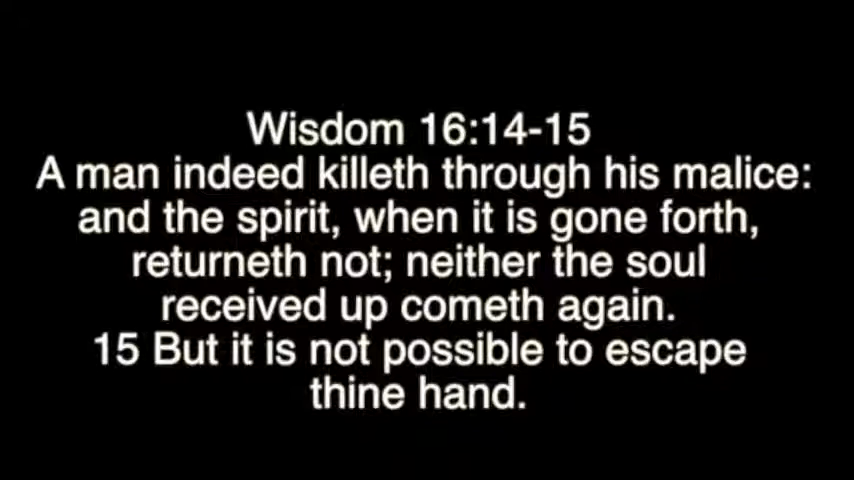 Wisdom 16:14-15
A man indeed killeth through his malice:
and the spirit, when it is gone forth,
returneth not; neither the soul
received up cometh again.
15 But it is not possible to escape
thine hand.